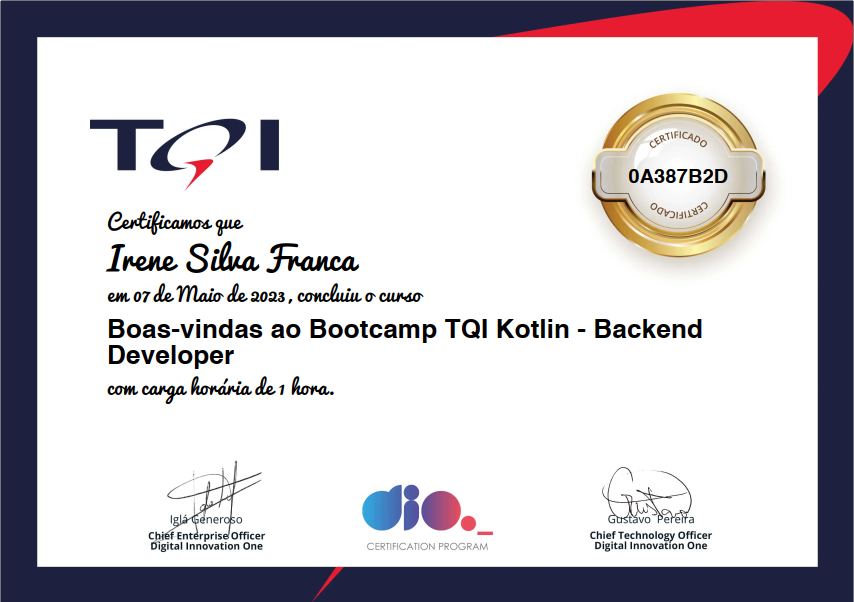 TQI
CERTIFICADO
0A387B2D
CERTIFICADO
Certificamos que
Irene Silva Franca
em 07 de Maio de 2023 , concluiu o curso
Boas-vindas ao Bootcamp TQI Kotlin - Backend
Developer
com carga horária de 1 hora.
Iglá Generoso
Chief Enterprise Officer
Digital Innovation One
dio_
CERTIFICATION PROGRAM
Gustavo Pereira
Chief Technology Officer
Digital Innovation One